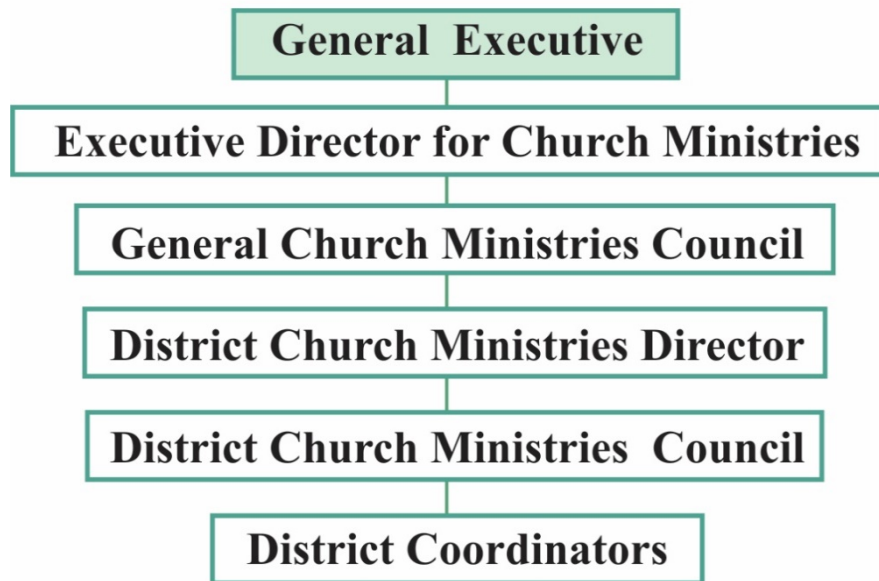 General Executive
Executive Director for Church Ministries
General Church Ministries Council
District Church Ministries Director
District Church Ministries Council
District Coordinators